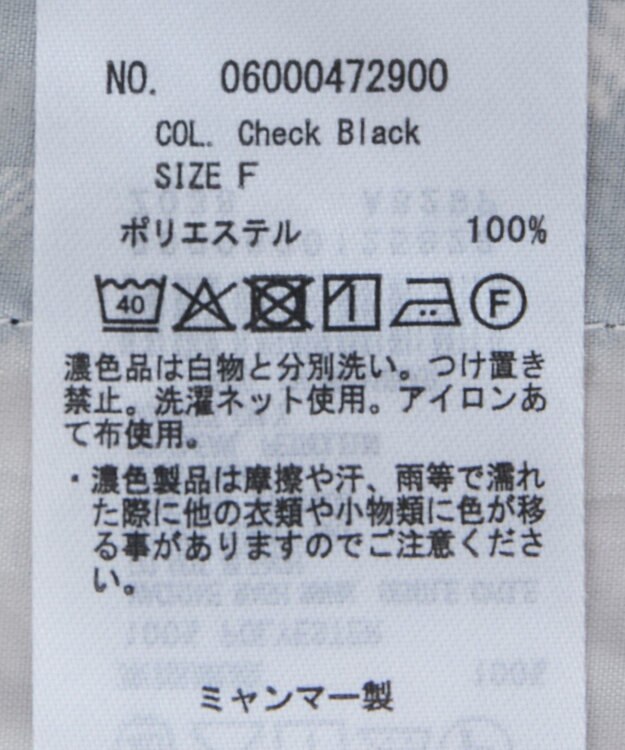 NO. 06000472900
COL. Check Black
SIZE F
ポリエステル 100%
40 F
濃色品は白物と分別洗い。つけ置き
禁止。洗濯ネット使用。アイロンあ
て布使用。
・濃色製品は摩擦や汗、雨等で濡れ
た際に他の衣類や小物類に色が移
る事がありますのでご注意くださ
い。
ミャンマー製